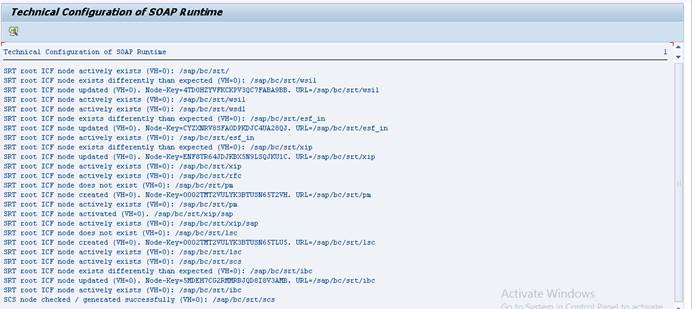 Technical Configuration of SOAP Runtime
Technical Configuration of SOAP Runtime 1
SRT root ICF node actively exists (VH=0): /sap/bc/srt/
SRT root ICF node exists differently than expected (VH=0): /sap/bc/srt/wsil
SRT root ICF node updated (VH=0). Node-Key=4TD0HZYVFKCKPV3QC7FABA9BB. URL=/sap/bc/srt/wsil
SRT root ICF node actively exists (VH=0): /sap/bc/srt/wsil
SRT root ICF node actively exists (VH=0): /sap/bc/srt/wsdl
SRT root ICF node exists differently than expected (VH=0): /sap/bc/srt/esf_in
SRT root ICF node updated (VH=0). URL=/sap/bc/srt/esf_in
SRT root ICF node actively exists (VH=0): /sap/bc/srt/esf_in
SRT root ICF node exists differently than expected (VH=0): /sap/bc/srt/xip
SRT root ICF node updated (VH=0). URL=/sap/bc/srt/xip
SRT root ICF node actively exists (VH=0): /sap/bc/srt/xip
SRT root ICF node actively exists (VH=0): /sap/bc/srt/rfc
SRT root ICF node does not exist (VH=0): /sap/bc/srt/pm
SRT root ICF node created (VH=0). Node-Key=0002TMT2VULYK3BTUSN65T2VH. URL=/sap/bc/srt/pm
SRT root ICF node actively exists (VH=0): /sap/bc/srt/pm
SRT root ICF node activated (VH=0). /sap/bc/srt/xip/sap
SRT root ICF node actively exists (VH=0): /sap/bc/srt/xip/sap
SRT root ICF node does not exist (VH=0): /sap/bc/srt/lsc
SRT root ICF node created (VH=0). Node-Key=0002TMT2VULYK3BTUSN65TLU5. URL=/sap/bc/srt/lsc
SRT root ICF node actively exists (VH=0): /sap/bc/srt/lsc
SRT root ICF node actively exists (VH=0): /sap/bc/srt/scs
SRT root ICF node exists differently than expected (VH=0): /sap/bc/srt/ibc
SRT root ICF node updated (VH=0). URL=/sap/bc/srt/ibc
SRT root ICF node actively exists (VH=0): /sap/bc/srt/ibc
SCS node checked / generated successfully (VH=0): /sap/bc/srt/scs
Activate Windows
Go to System in Control Panel to activate